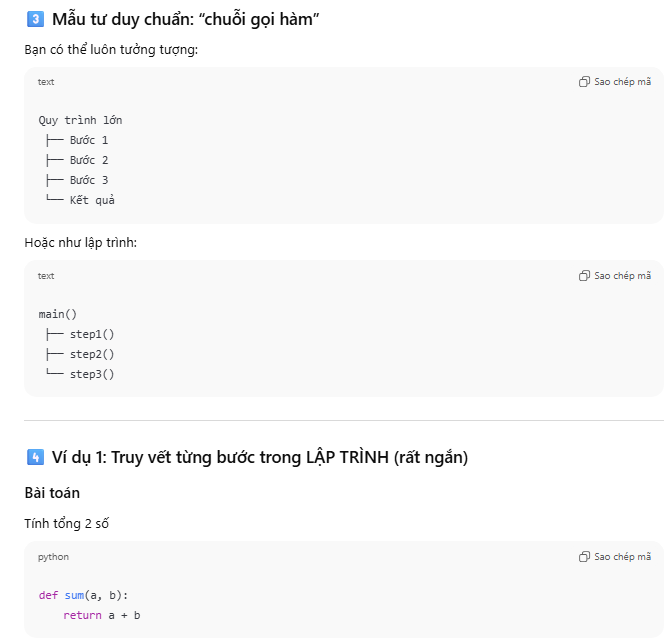 3 Mẫu tư duy chuẩn: “chuỗi gọi hàm”
Bạn có thể luôn tưởng tượng:
text
Sao chép mã
Quy trình lớn
├── Bước 1
├── Bước 2
├── Bước 3
└── Kết quả
Hoặc như lập trình:
text
Sao chép mã
main()
├── step1()
├── step2()
└── step3()
4 Ví dụ 1: Truy vết từng bước trong LẬP TRÌNH (rất ngắn)
Bài toán
Tính tổng 2 số
python
Sao chép mã
def sum(a, b):
    return a + b